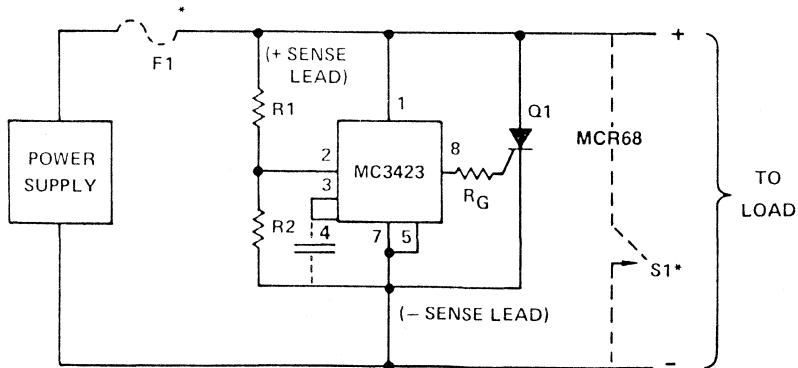 *
F1
(+ SENSE
LEAD)
+
R1
1
Q1
POWER
SUPPLY
2
MC3423
8
MCR68
3
RG
TO
LOAD
R2
4
7
5
S1*
(– SENSE LEAD)
–